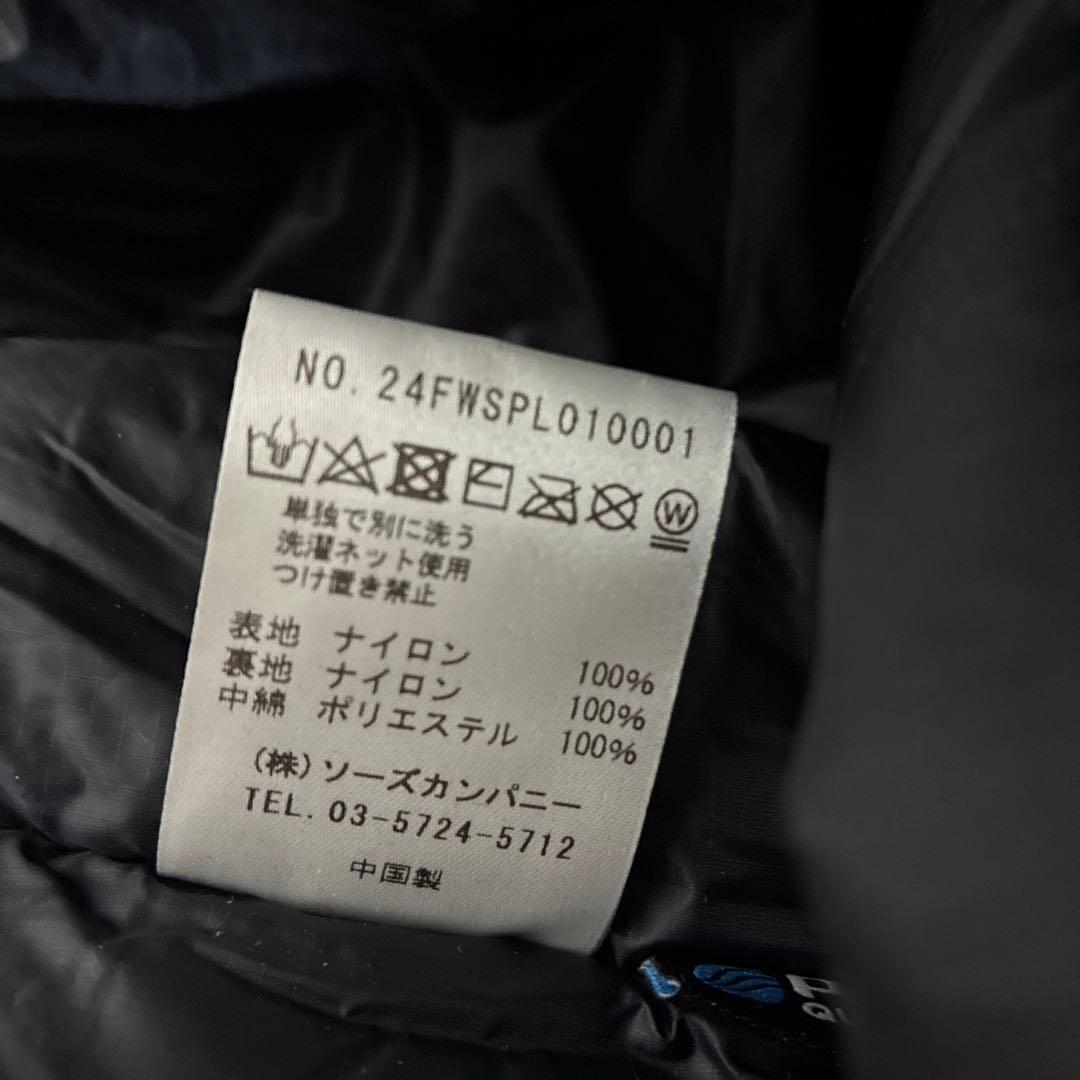 NO. 24FWSPL010001
W
単独で別に洗う
洗濯ネット使用
つけ置き禁止
表地 ナイロン 100%
裏地 ナイロン 100%
中綿 ポリエステル 100%
(株)ソーズカンパニー
TEL. 03-5724-5712
中国製